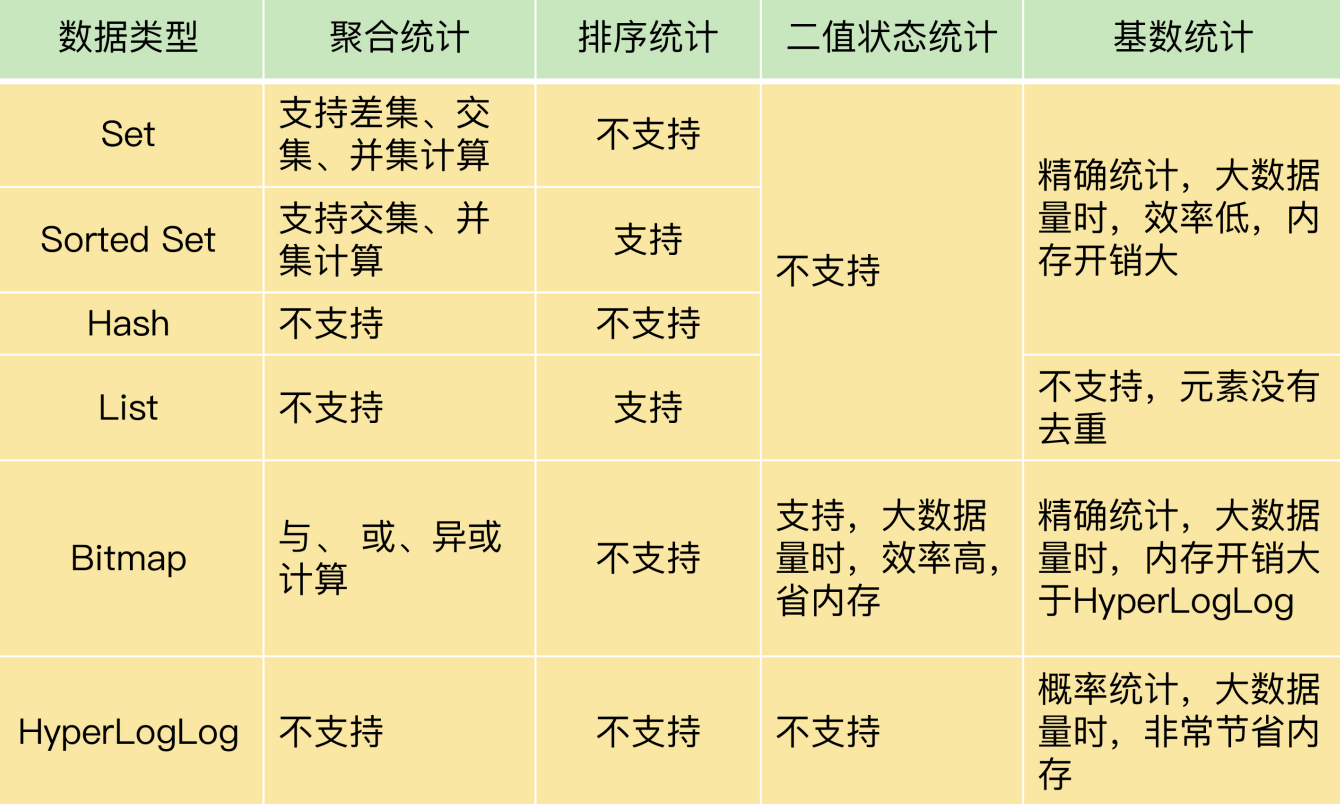 数据类型
聚合统计
排序统计
二值状态统计
基数统计
Set
支持差集、交
集、并集计算
不支持
不支持
精确统计，大数据
量时，效率低，内
存开销大
Sorted Set
支持交集、并
集计算
支持
Hash
不支持
不支持
List
不支持
支持
不支持，元素没有
去重
Bitmap
与、 或、异或
计算
不支持
支持，大数据
量时，效率高，
省内存
精确统计，大数据
量时，内存开销大
于HyperLogLog
HyperLogLog
不支持
不支持
不支持
概率统计，大数据
量时，非常节省内
存